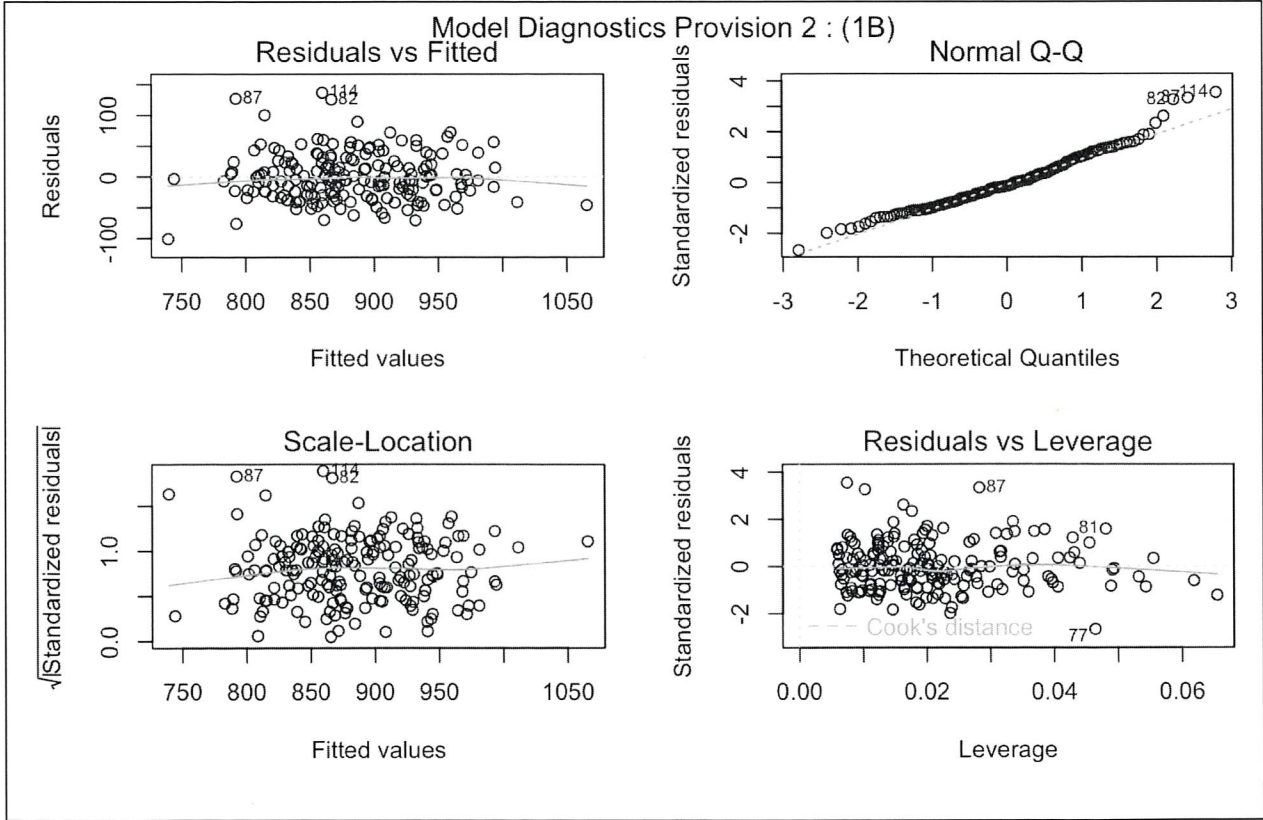 Model Diagnostics Provision 2 : (1B)
Residuals vs Fitted
Residuals
100
0
-100
87
114
82
750 800 850 900 950 1050
Fitted values
Normal Q-Q
Standardized residuals
4
2
0
-2
82
87
114
-3 -2 -1 0 1 2 3
Theoretical Quantiles
Scale-Location
√|Standardized residuals|
1.0
0.0
87
114
82
750 800 850 900 950 1050
Fitted values
Residuals vs Leverage
Standardized residuals
4
2
0
-2
87
81
77
Cook's distance
0.00 0.02 0.04 0.06
Leverage